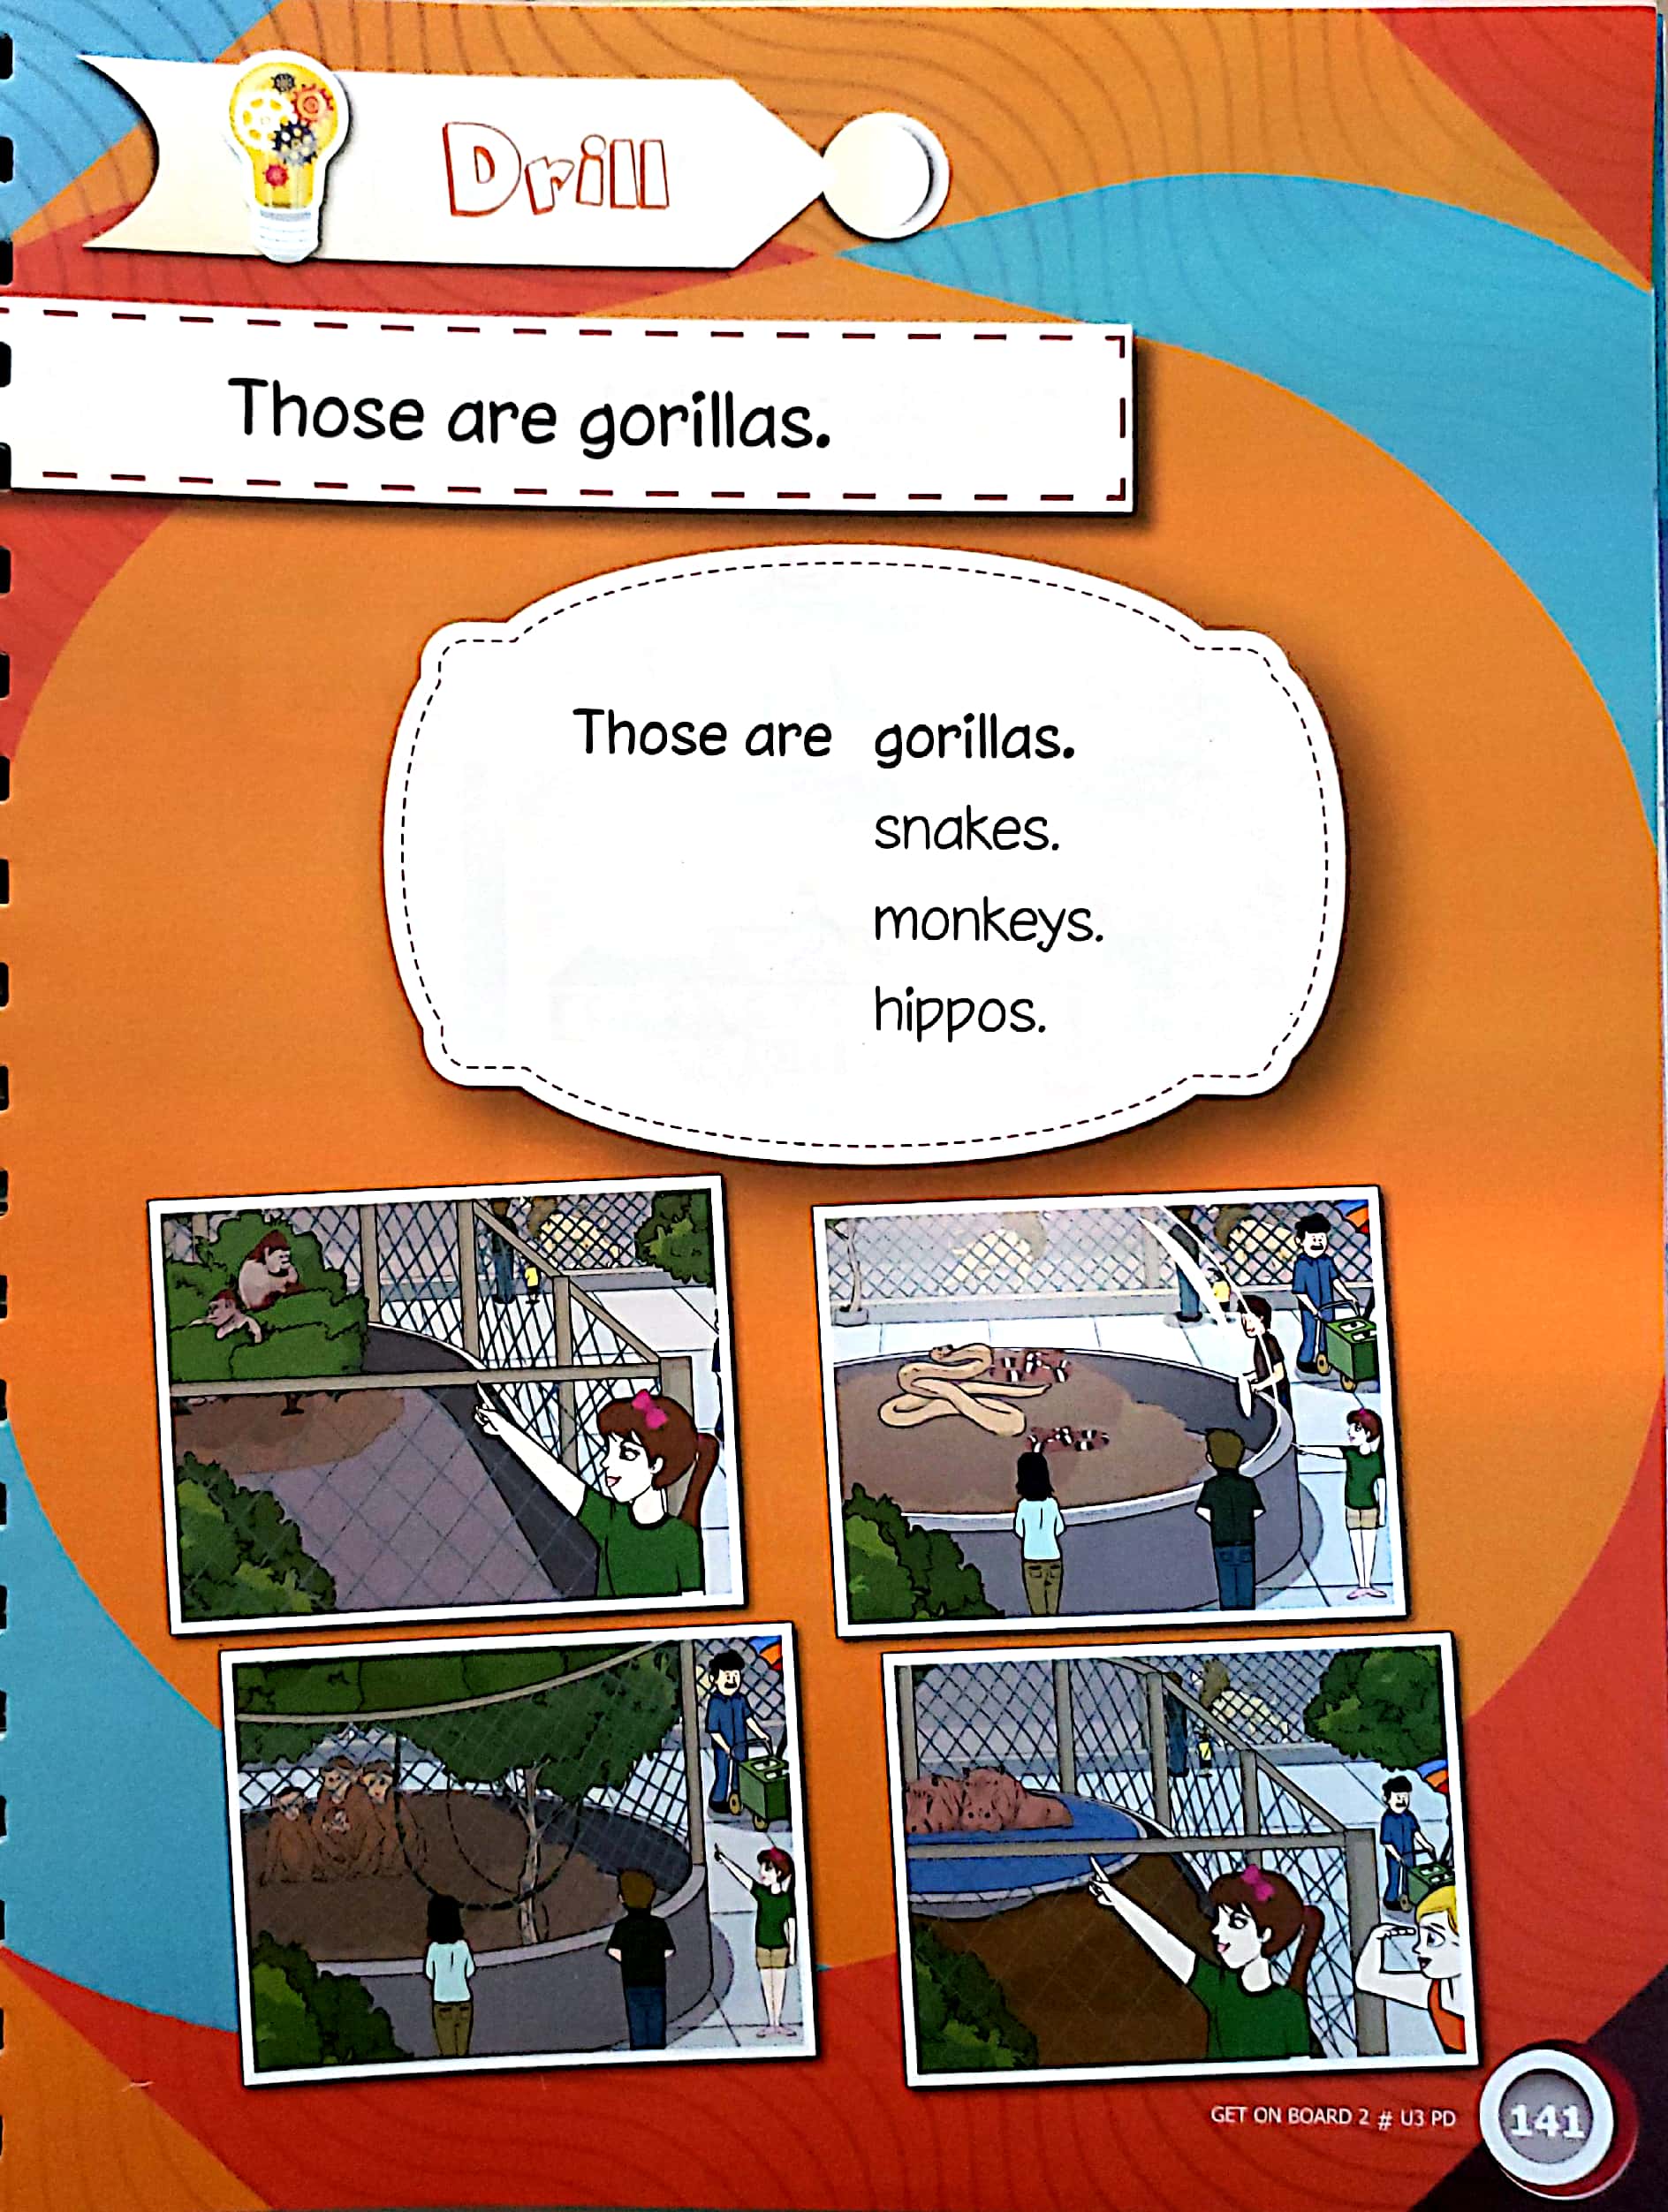 Drill
Those are gorillas.
Those are gorillas.
snakes.
monkeys.
hippos.
GET ON BOARD 2 # U3 PD
141